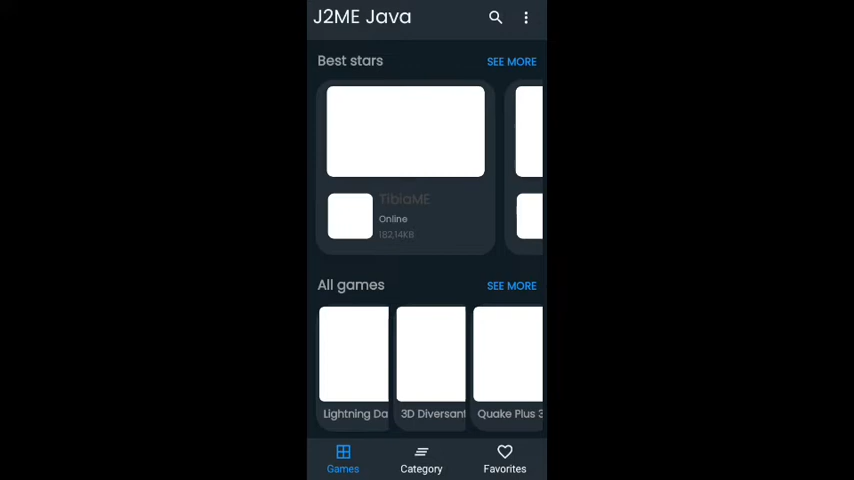 J2ME Java
Best stars
SEE MORE
TibiaME
Online
182,14KB
All games
SEE MORE
Lightning Da
3D Diversant
Quake Plus 3
Games
Category
Favorites